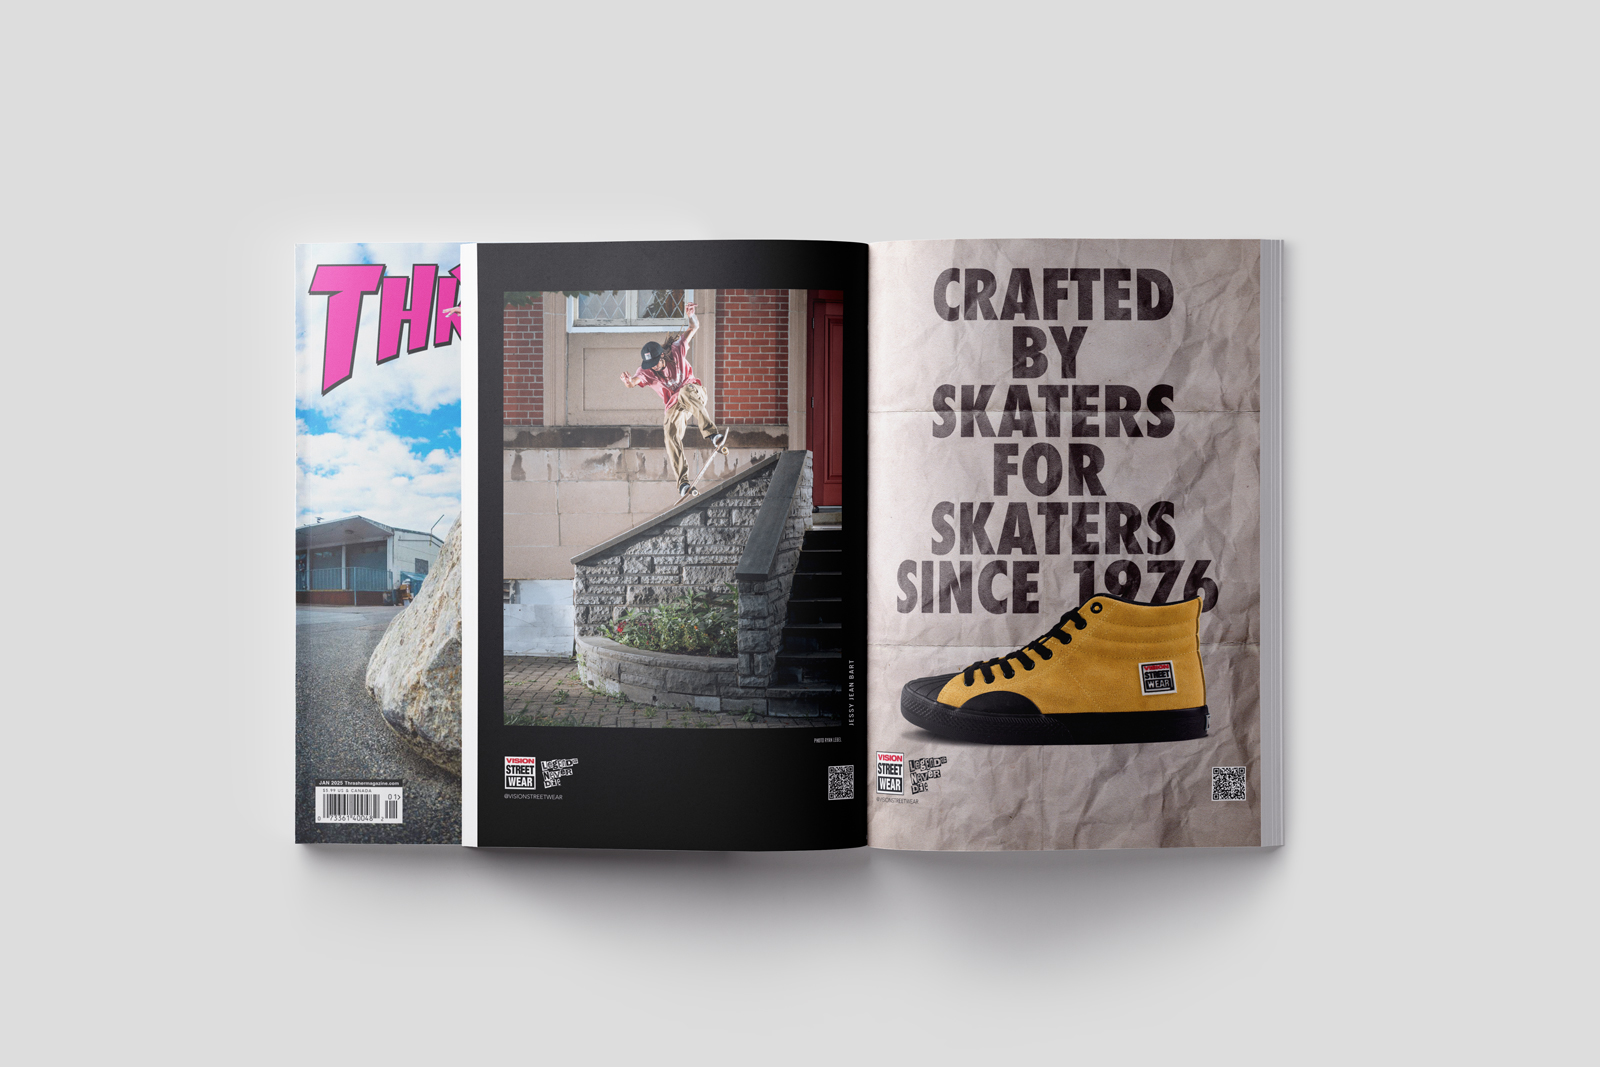 THR
JAN 2025 Thrashermagazine.com
$5.99 US & CANADA
01>
0 73361 40048 2
JESSY JEAN BART
PHOTO RYAN LEBEL
VISION
STREET
WEAR
Legends
Never
Die
@VISIONSTREETWEAR
CRAFTED
BY
SKATERS
FOR
SKATERS
SINCE 1976
VISION
STREET
WEAR
VISION
STREET
WEAR
Legends
Never
Die
@VISIONSTREETWEAR